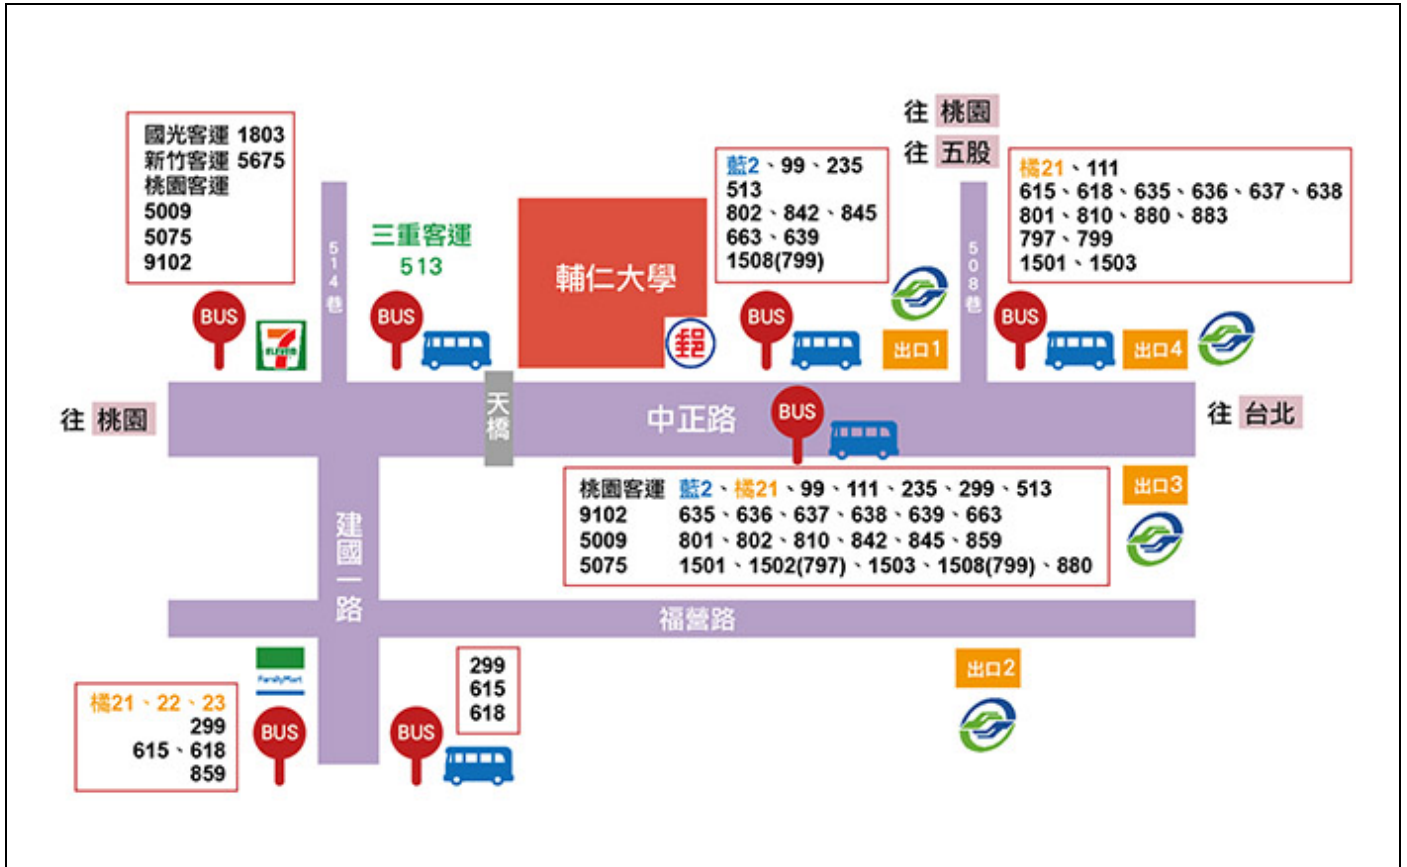 往 桃園
往 五股
國光客運 1803
新竹客運 5675
桃園客運
5009
5075
9102
514巷
三重客運
513
輔仁大學
郵
藍2、99、235
513
802、842、845
663、639
1508(799)
508巷
橘21、111
615、618、635、636、637、638
801、810、880、883
797、799
1501、1503
BUS
7
ELEVEN
BUS
BUS
出口1
BUS
出口4
往 桃園
天橋
中正路
BUS
往 台北
桃園客運 藍2、橘21、99、111、235、299、513
9102 635、636、637、638、639、663
5009 801、802、810、842、845、859
5075 1501、1502(797)、1503、1508(799)、880
出口3
建國一路
福營路
FamilyMart
橘21、22、23
299
615、618
859
BUS
BUS
299
615
618
出口2